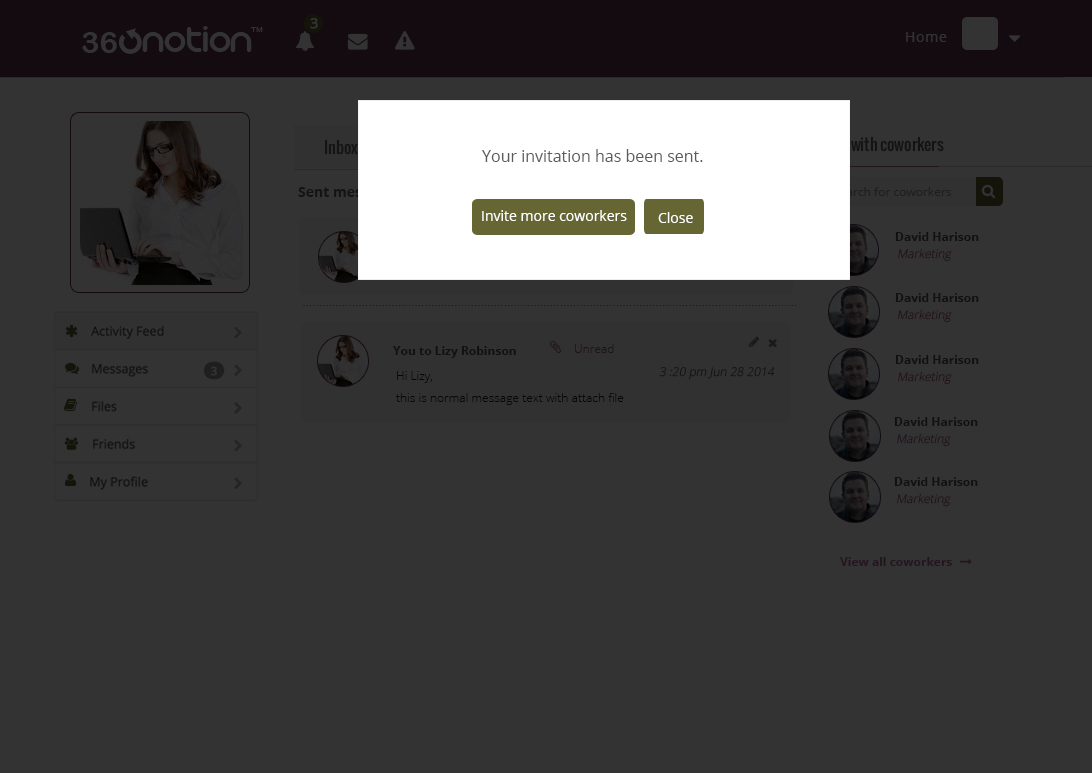 360notion™
3
Home
Your invitation has been sent.
Invite more coworkers
Close
Inbox
with coworkers
Sent mes
rch for coworkers
Activity Feed
Messages 3
Files
Friends
My Profile
You to Lizy Robinson
Unread
Hi Lizy,
3 :20 pm Jun 28 2014
this is normal message text with attach file
David Harison
Marketing
David Harison
Marketing
David Harison
Marketing
David Harison
Marketing
David Harison
Marketing
View all coworkers